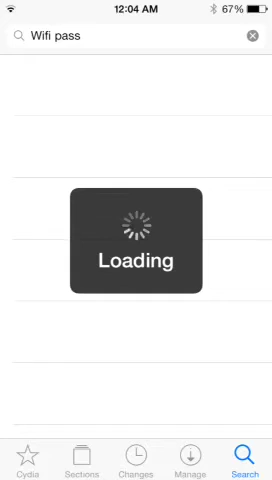 12:04 AM 67%
Wifi pass
Loading
Cydia Sections Changes Manage Search